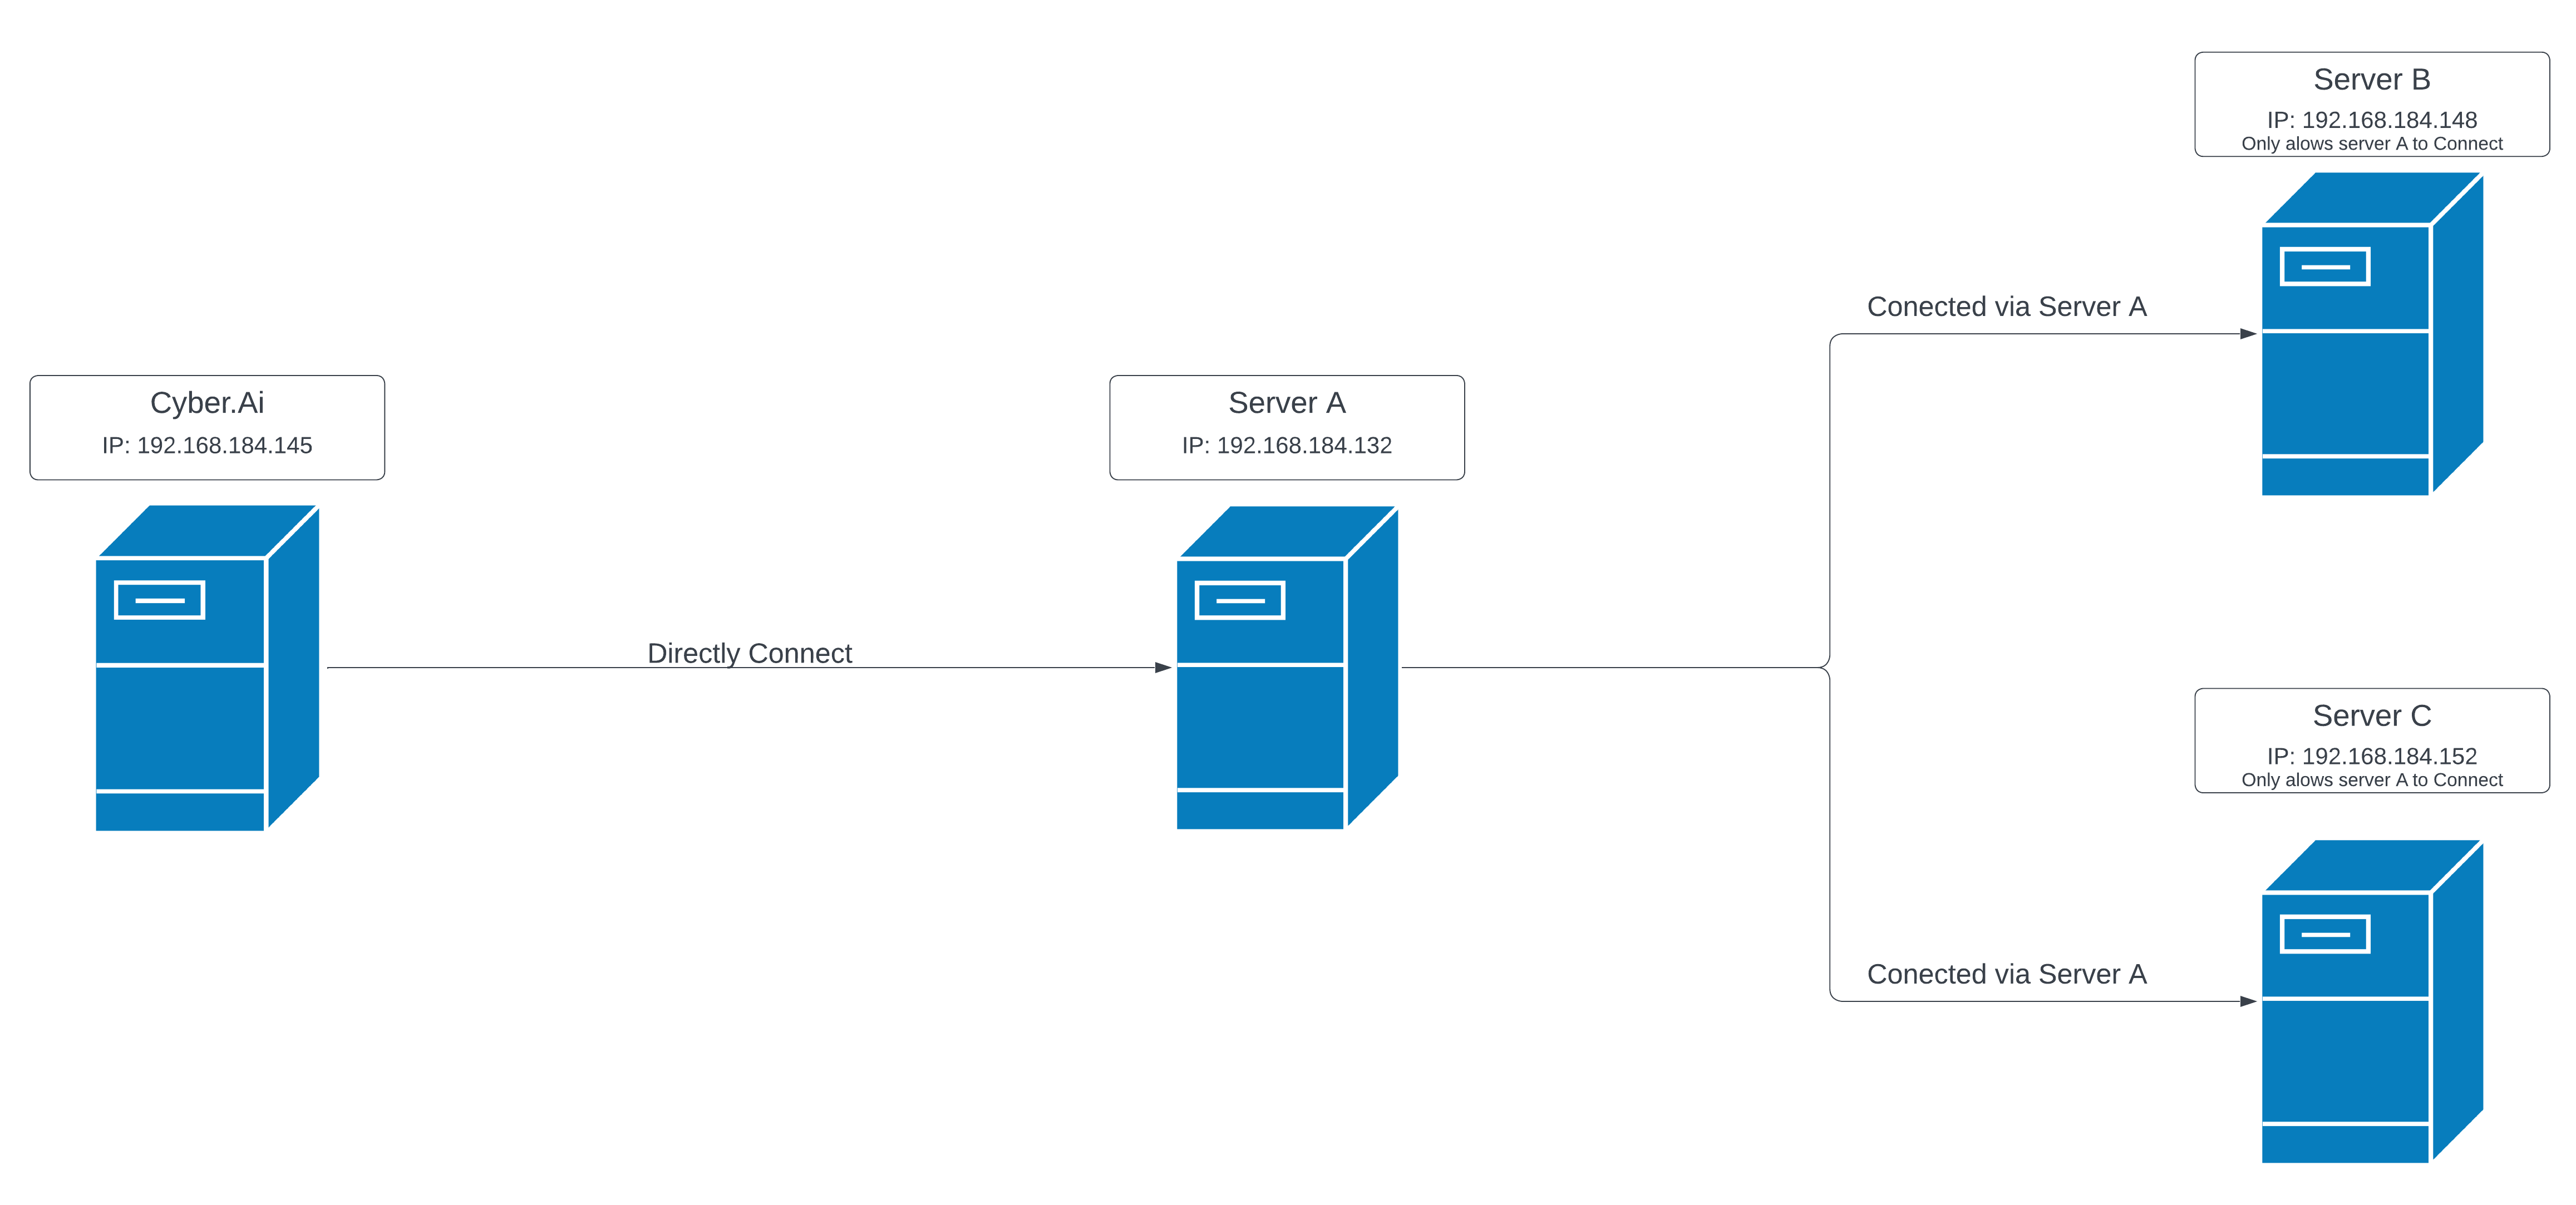 Server B
IP: 192.168.184.148
Only alows server A to Connect
Conected via Server A
Cyber.Ai
IP: 192.168.184.145
Server A
IP: 192.168.184.132
Directly Connect
Server C
IP: 192.168.184.152
Only alows server A to Connect
Conected via Server A